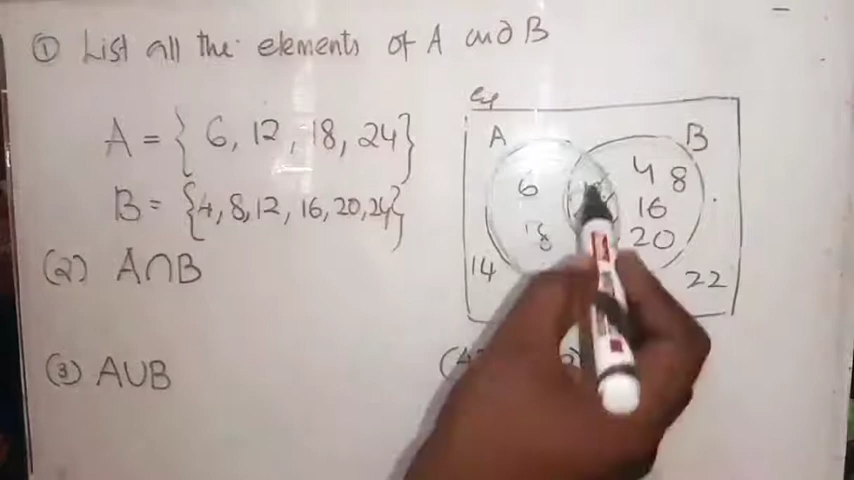 ① List all the elements of A and B
A = { 6, 12, 18, 24}
B = {4, 8, 12, 16, 20, 24}
(2) A∩B
(3) A∪B
A B
6 4 8
16
18 20
14 22